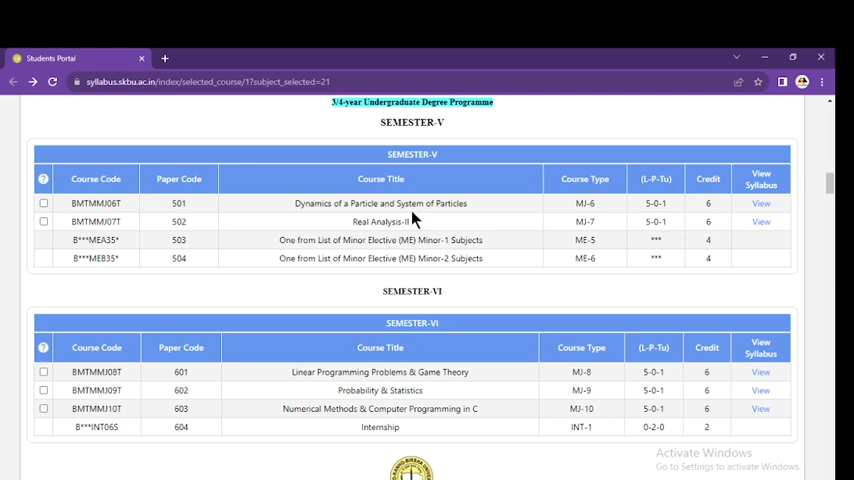 Students Portal
syllabus.skbu.ac.in/index/selected_course/1?subject_selected=21
3/4-year Undergraduate Degree Programme
SEMESTER-V
SEMESTER-V
? Course Code Paper Code Course Title Course Type (L-P-Tu) Credit View Syllabus
BMTMMJ06T 501 Dynamics of a Particle and System of Particles MJ-6 5-0-1 6 View
BMTMMJ07T 502 Real Analysis-II MJ-7 5-0-1 6 View
B***MEA35* 503 One from List of Minor Elective (ME) Minor-1 Subjects ME-5 *** 4
B***MEB35* 504 One from List of Minor Elective (ME) Minor-2 Subjects ME-6 *** 4
SEMESTER-VI
SEMESTER-VI
? Course Code Paper Code Course Title Course Type (L-P-Tu) Credit View Syllabus
BMTMMJ08T 601 Linear Programming Problems & Game Theory MJ-8 5-0-1 6 View
BMTMMJ09T 602 Probability & Statistics MJ-9 5-0-1 6 View
BMTMMJ10T 603 Numerical Methods & Computer Programming in C MJ-10 5-0-1 6 View
B***INT06S 604 Internship INT-1 0-2-0 2
Activate Windows
Go to Settings to activate Windows.